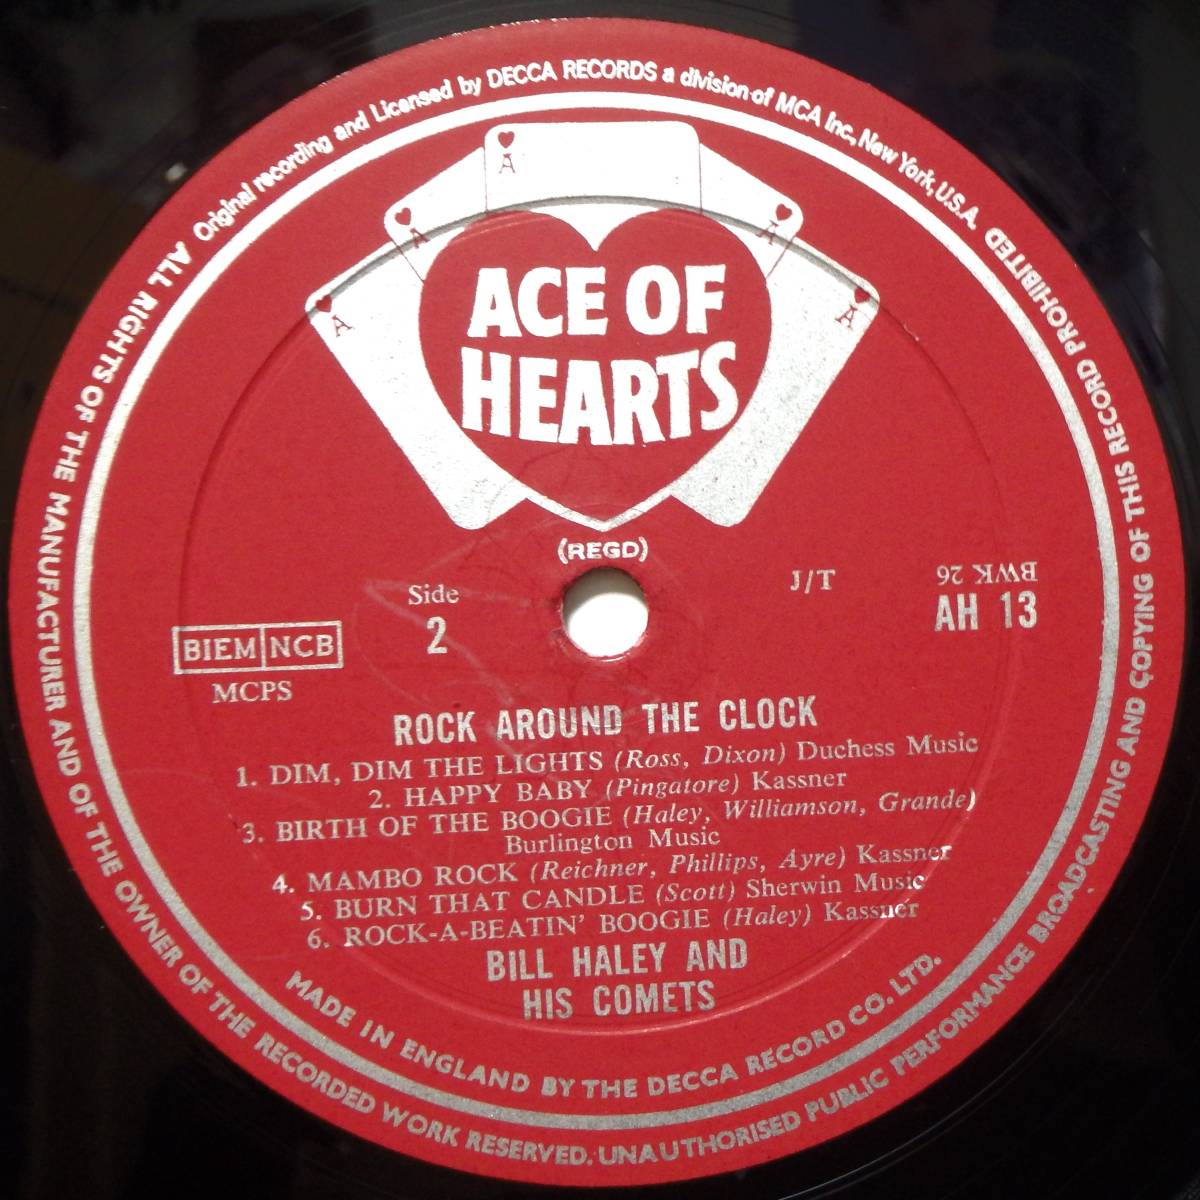 ALL RIGHTS OF THE MANUFACTURER AND OF THE OWNER OF THE RECORDED WORK RESERVED. UNAUTHORISED PUBLIC PERFORMANCE BROADCASTING AND COPYING OF THIS RECORD PROHIBITED
Original recording and Licensed by DECCA RECORDS a division of MCA Inc., New York, U.S.A.
A
A
A
A
A
ACE OF
HEARTS
(REGD)
Side
2
J/T
BWK 26
AH 13
BIEM NCB
MCPS
ROCK AROUND THE CLOCK
1. DIM, DIM THE LIGHTS (Ross, Dixon) Duchess Music
2. HAPPY BABY (Pingatore) Kassner
3. BIRTH OF THE BOOGIE (Haley, Williamson, Grande)
Burlington Music
4. MAMBO ROCK (Reichner, Phillips, Ayre) Kassner
5. BURN THAT CANDLE (Scott) Sherwin Music
6. ROCK-A-BEATIN' BOOGIE (Haley) Kassner
BILL HALEY AND
HIS COMETS
MADE IN ENGLAND BY THE DECCA RECORD CO. LTD.